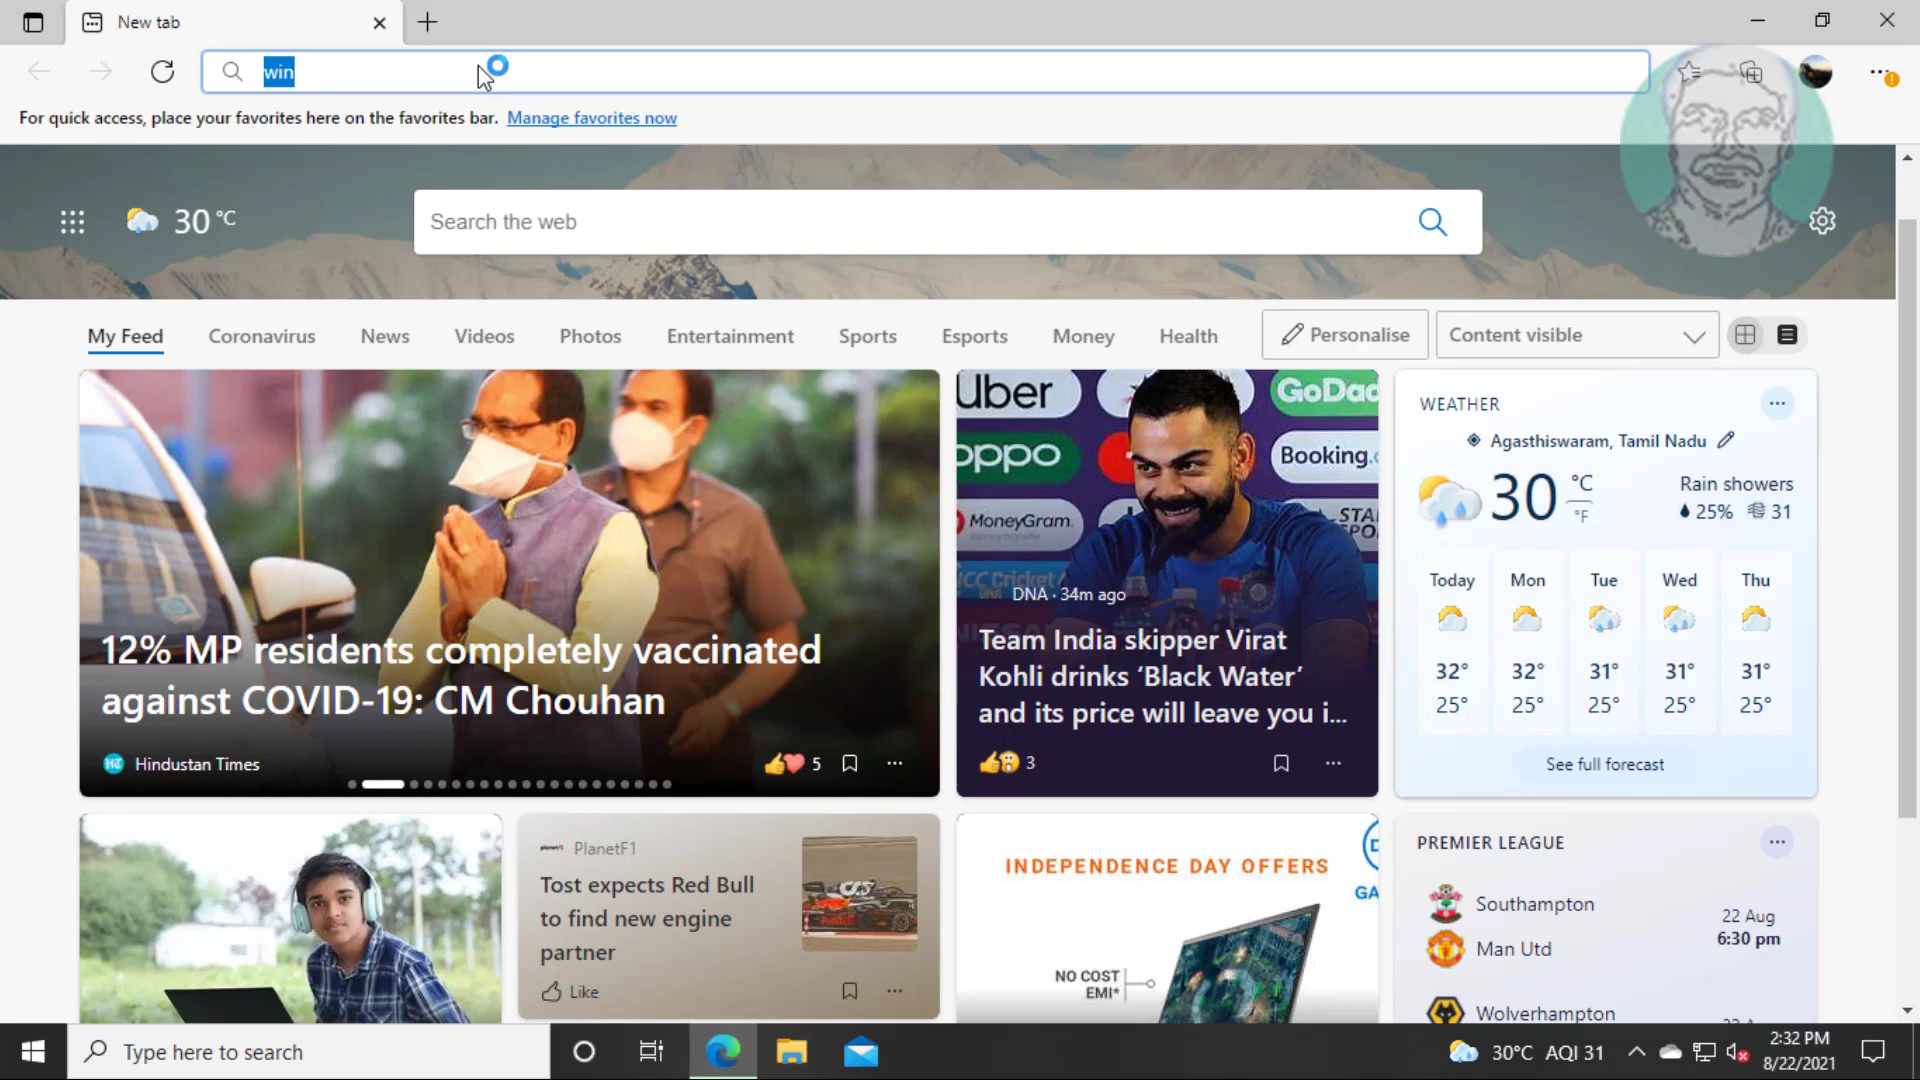 New tab
win
For quick access, place your favorites here on the favorites bar. Manage favorites now
30 °C
Search the web
My Feed Coronavirus News Videos Photos Entertainment Sports Esports Money Health Personalise Content visible
12% MP residents completely vaccinated
against COVID-19: CM Chouhan
Hindustan Times 5
Uber
GoDad
oppo
Booking.
MoneyGram.
STA
SPO
ICC Cricket
DNA · 34m ago
Team India skipper Virat
Kohli drinks ‘Black Water’
and its price will leave you i...
3
WEATHER
Agasthiswaram, Tamil Nadu
30 °C
°F
Rain showers
25% 31
Today Mon Tue Wed Thu
32° 32° 31° 31° 31°
25° 25° 25° 25° 25°
See full forecast
PlanetF1
Tost expects Red Bull
to find new engine
partner
Like
INDEPENDENCE DAY OFFERS
GA
NO COST
EMI*
PREMIER LEAGUE
Southampton
Man Utd
22 Aug
6:30 pm
Wolverhampton
Type here to search
30°C AQI 31
2:32 PM
8/22/2021